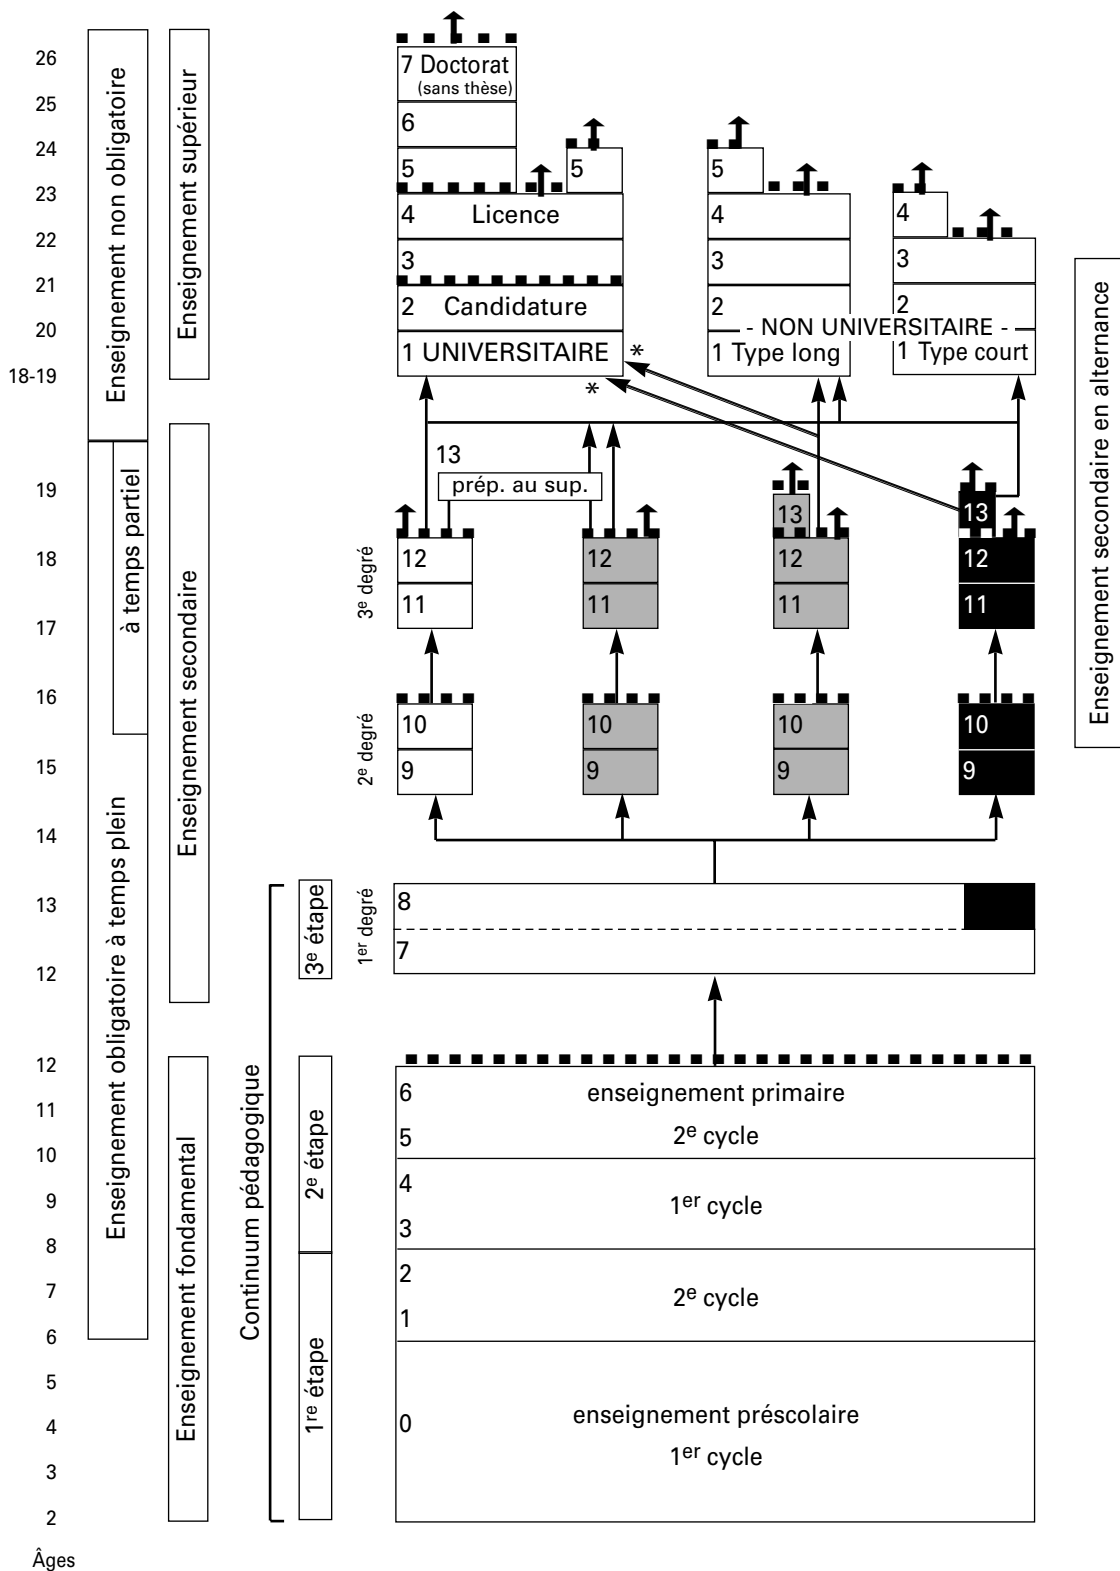 26
25
24
23
22
21
20
18-19
19
18
17
16
15
14
13
12
12
11
10
9
8
7
6
5
4
3
2
Âges
Enseignement non obligatoire
à temps partiel
Enseignement obligatoire à temps plein
Enseignement supérieur
Enseignement secondaire
Enseignement fondamental
Continuum pédagogique
3e étape
2e étape
1re étape
3e degré
2e degré
1er degré
7 Doctorat
(sans thèse)
6
5
5
4 Licence
3
2 Candidature
1 UNIVERSITAIRE
*
*
5
4
3
2
- NON UNIVERSITAIRE -
1 Type long
4
3
2
1 Type court
13
prép. au sup.
12
11
10
9
12
11
10
9
13
12
11
10
9
13
12
11
10
9
8
7
6 enseignement primaire
5 2e cycle
4
1er cycle
3
2
2e cycle
1
0 enseignement préscolaire
1er cycle
Enseignement secondaire en alternance